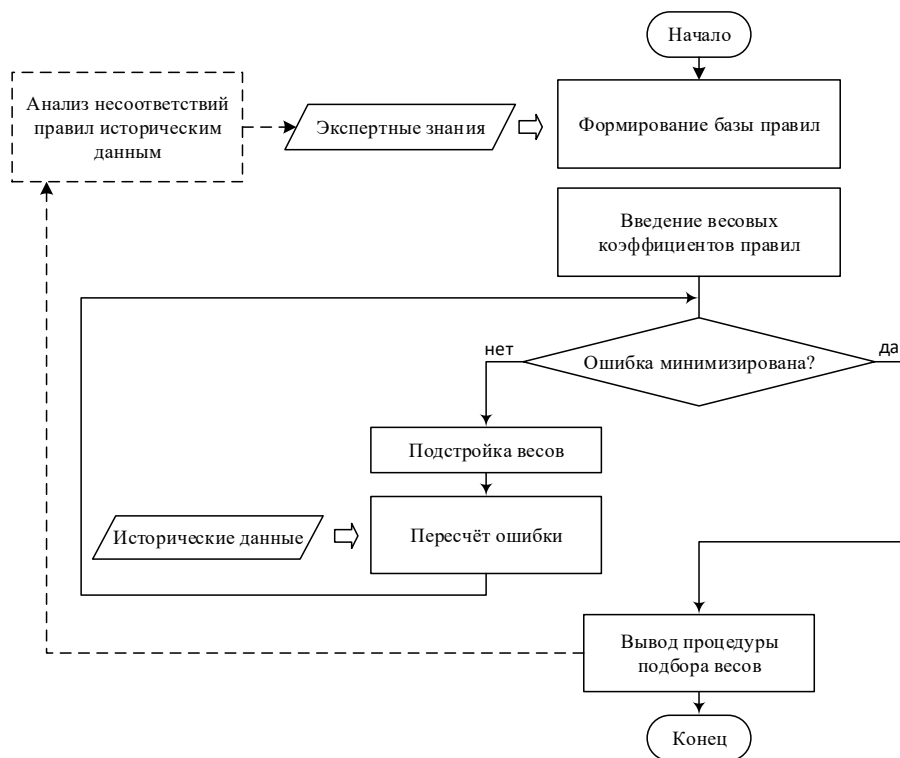 Начало
Анализ несоответствий
правил историческим
данным
Экспертные знания
Формирование базы правил
Введение весовых
коэффициентов правил
нет
Ошибка минимизирована?
да
Подстройка весов
Исторические данные
Пересчёт ошибки
Вывод процедуры
подбора весов
Конец